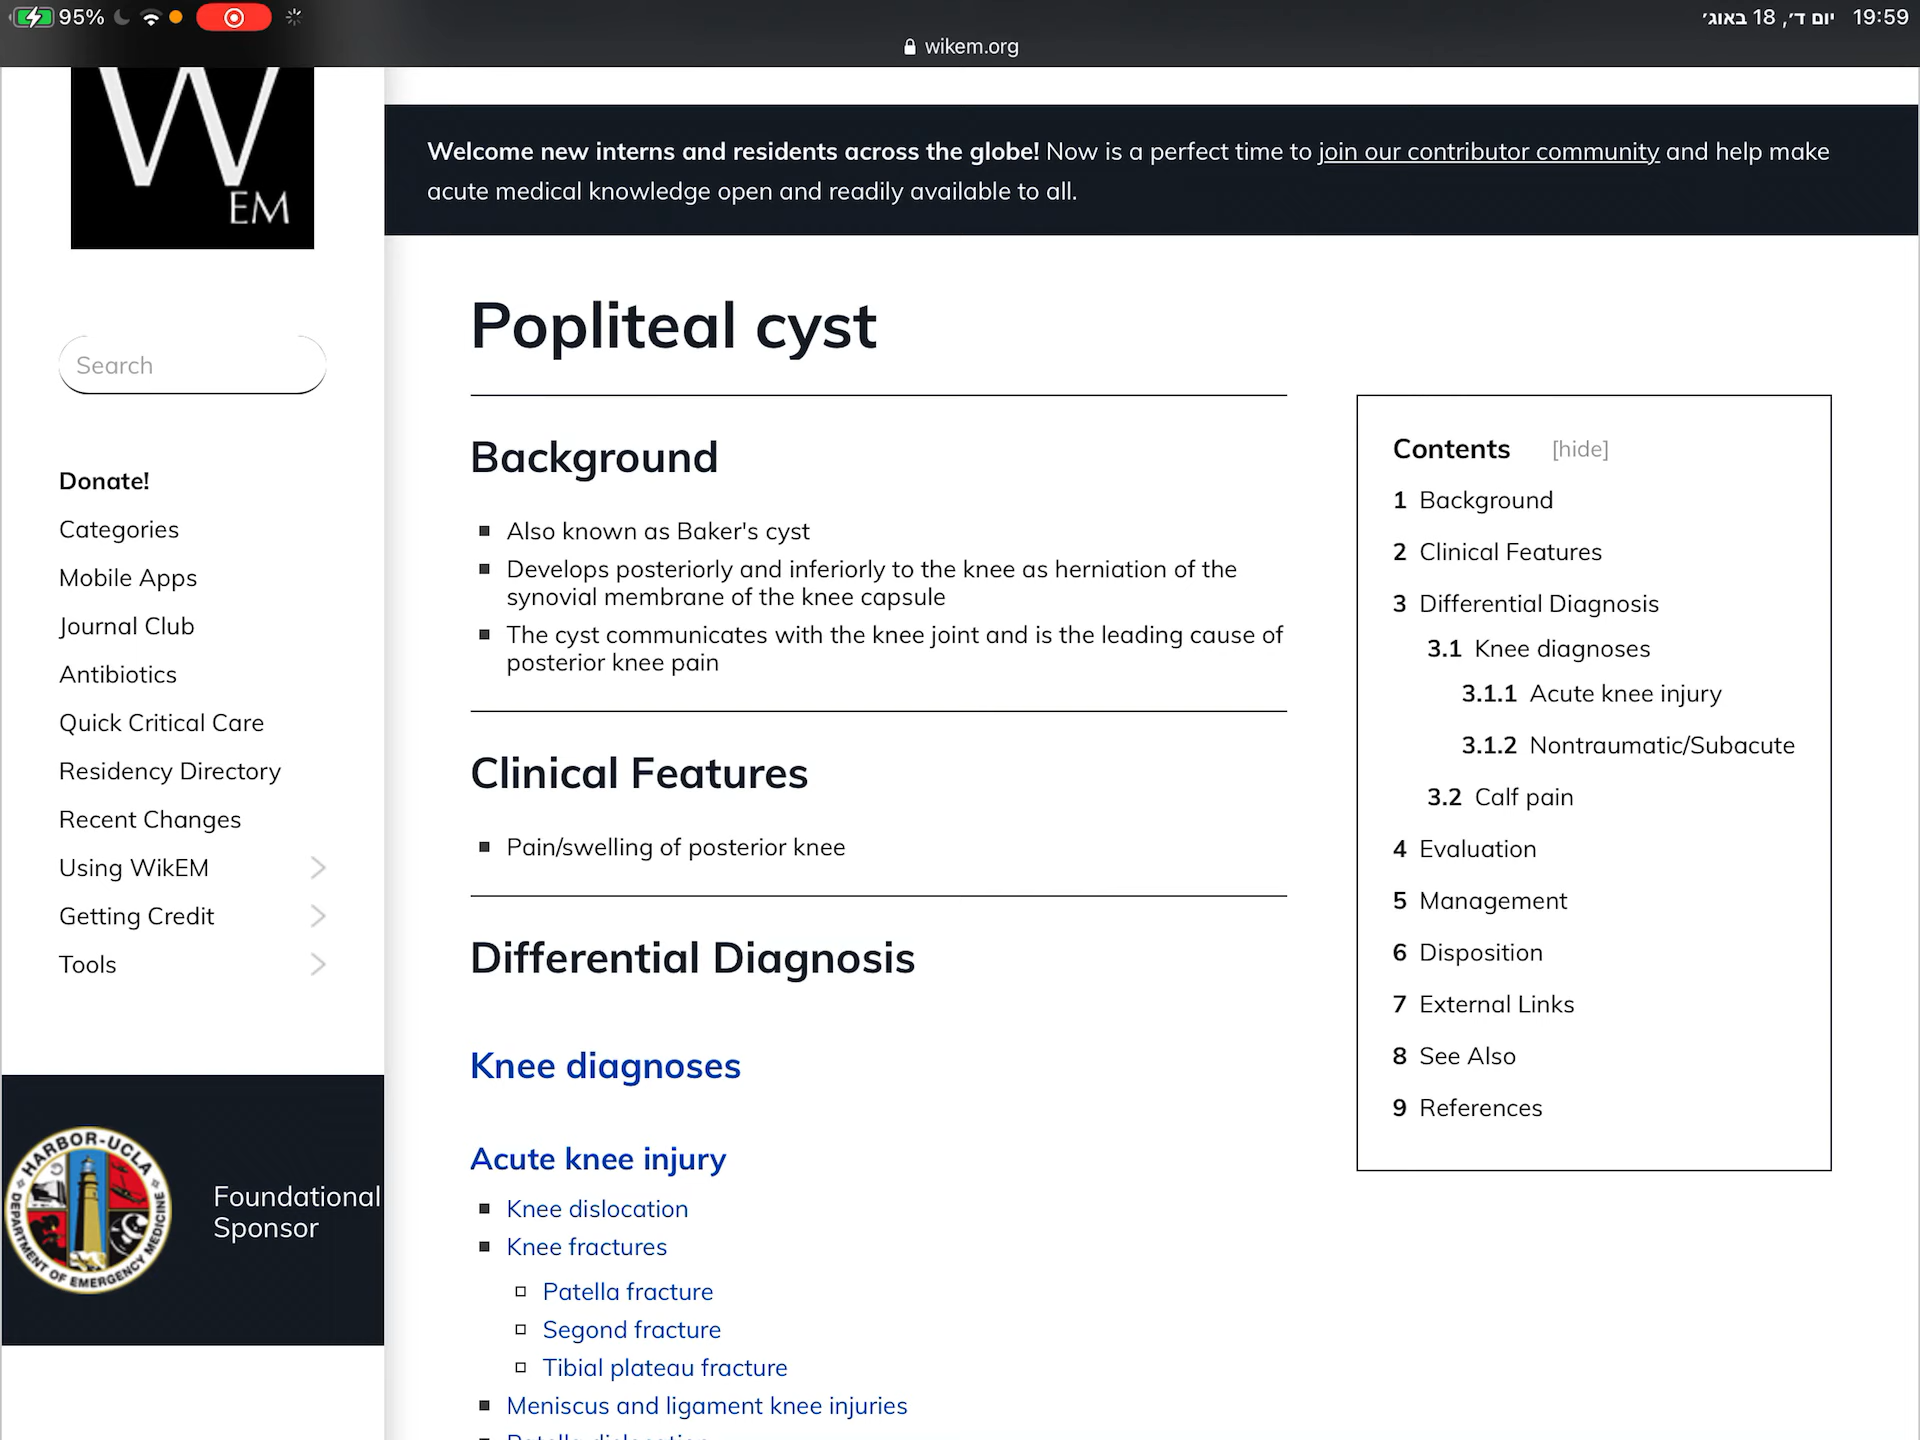 95%
יום ד׳, 18 באוג׳ 19:59
wikem.org
W
EM
Search
Donate!
Categories
Mobile Apps
Journal Club
Antibiotics
Quick Critical Care
Residency Directory
Recent Changes
Using WikEM
Getting Credit
Tools
HARBOR-UCLA
DEPARTMENT OF EMERGENCY MEDICINE
Foundational
Sponsor
Welcome new interns and residents across the globe! Now is a perfect time to join our contributor community and help make
acute medical knowledge open and readily available to all.
Popliteal cyst
Background
Also known as Baker's cyst
Develops posteriorly and inferiorly to the knee as herniation of the
synovial membrane of the knee capsule
The cyst communicates with the knee joint and is the leading cause of
posterior knee pain
Clinical Features
Pain/swelling of posterior knee
Differential Diagnosis
Knee diagnoses
Acute knee injury
Knee dislocation
Knee fractures
Patella fracture
Segond fracture
Tibial plateau fracture
Meniscus and ligament knee injuries
Contents [hide]
1 Background
2 Clinical Features
3 Differential Diagnosis
3.1 Knee diagnoses
3.1.1 Acute knee injury
3.1.2 Nontraumatic/Subacute
3.2 Calf pain
4 Evaluation
5 Management
6 Disposition
7 External Links
8 See Also
9 References